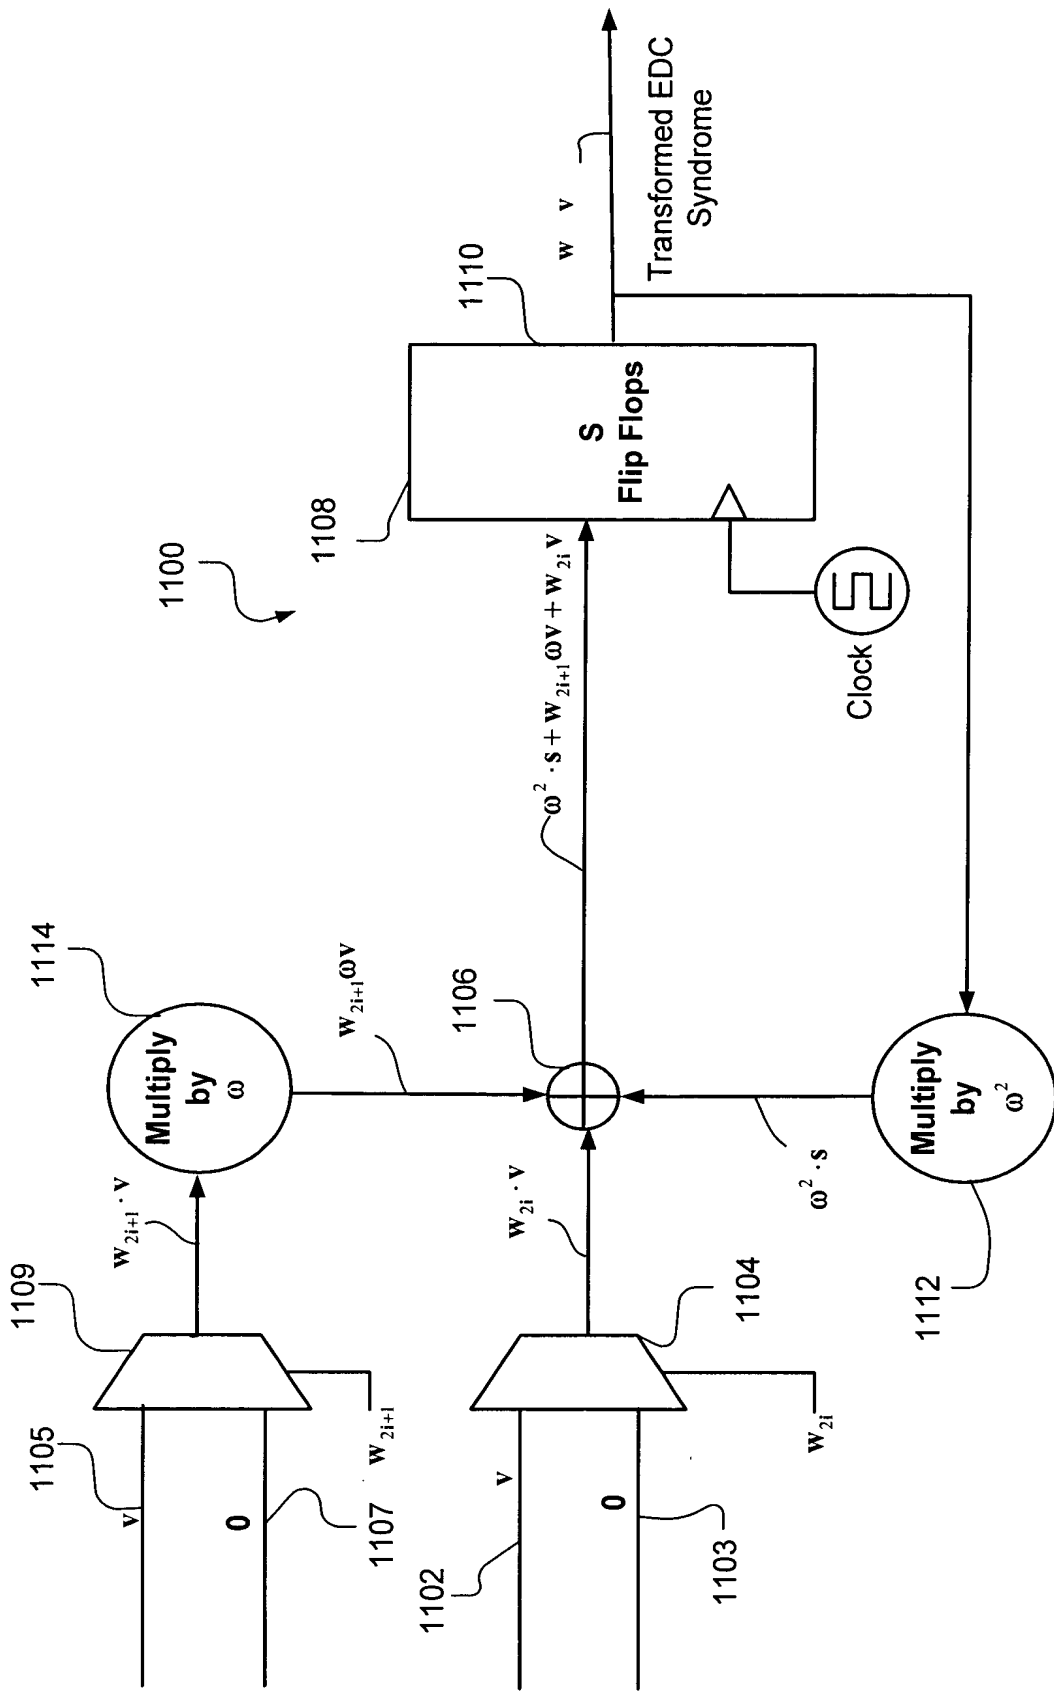 1100
1105
v
0
1107
1109
w2i+1
w2i+1 · v
1114
Multiply
by
ω
w2i+1ωv
1102
v
0
1103
1104
w2i
w2i · v
1106
ω² · s + w2i+1ωv + w2iv
1108
1110
S
Flip Flops
Clock
w v
Transformed EDC
Syndrome
ω² · s
Multiply
by
ω²
1112